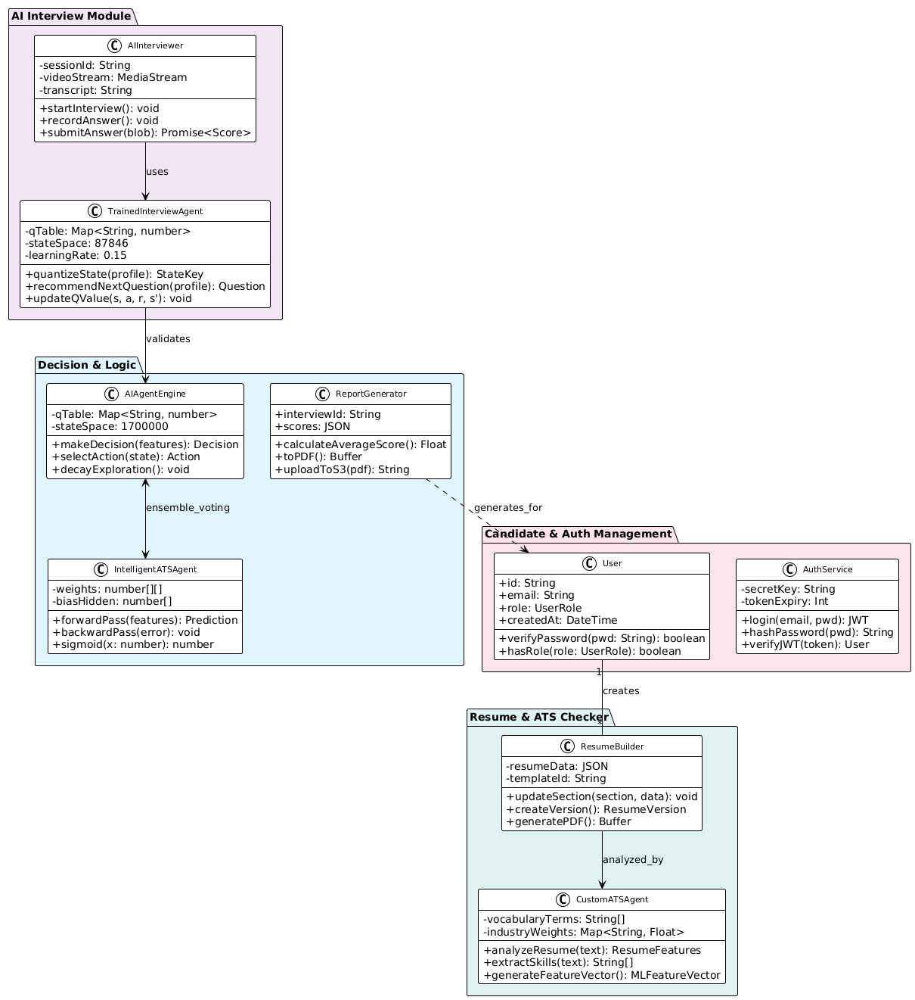 AI Interview Module
C AIInterviewer
-sessionId: String
-videoStream: MediaStream
-transcript: String
+startInterview(): void
+recordAnswer(): void
+submitAnswer(blob): Promise<Score>
uses
C TrainedInterviewAgent
-qTable: Map<String, number>
-stateSpace: 87846
-learningRate: 0.15
+quantizeState(profile): StateKey
+recommendNextQuestion(profile): Question
+updateQValue(s, a, r, s'): void
validates
Decision & Logic
C AIAgentEngine
-qTable: Map<String, number>
-stateSpace: 1700000
+makeDecision(features): Decision
+selectAction(state): Action
+decayExploration(): void
C ReportGenerator
+interviewId: String
+scores: JSON
+calculateAverageScore(): Float
+toPDF(): Buffer
+uploadToS3(pdf): String
ensemble_voting
generates_for
C IntelligentATSAgent
-weights: number[][]
-biasHidden: number[]
+forwardPass(features): Prediction
+backwardPass(error): void
+sigmoid(x: number): number
Candidate & Auth Management
C User
+id: String
+email: String
+role: UserRole
+createdAt: DateTime
+verifyPassword(pwd: String): boolean
+hasRole(role: UserRole): boolean
C AuthService
-secretKey: String
-tokenExpiry: Int
+login(email, pwd): JWT
+hashPassword(pwd): String
+verifyJWT(token): User
1
creates
*
Resume & ATS Checker
C ResumeBuilder
-resumeData: JSON
-templateId: String
+updateSection(section, data): void
+createVersion(): ResumeVersion
+generatePDF(): Buffer
analyzed_by
C CustomATSAgent
-vocabularyTerms: String[]
-industryWeights: Map<String, Float>
+analyzeResume(text): ResumeFeatures
+extractSkills(text): String[]
+generateFeatureVector(): MLFeatureVector